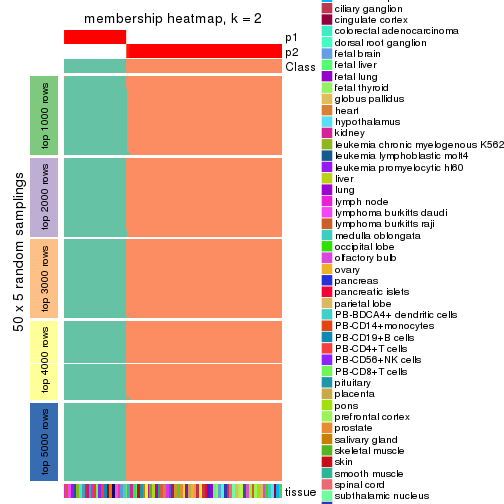 membership heatmap, k = 2
p1
p2
Class
50 x 5 random samplings
top 1000 rows
top 2000 rows
top 3000 rows
top 4000 rows
top 5000 rows
tissue
ciliary ganglion
cingulate cortex
colorectal adenocarcinoma
dorsal root ganglion
fetal brain
fetal liver
fetal lung
fetal thyroid
globus pallidus
heart
hypothalamus
kidney
leukemia chronic myelogenous K562
leukemia lymphoblastic molt4
leukemia promyelocytic hl60
liver
lung
lymph node
lymphoma burkitts daudi
lymphoma burkitts raji
medulla oblongata
occipital lobe
olfactory bulb
ovary
pancreas
pancreatic islets
parietal lobe
PB-BDCA4+ dendritic cells
PB-CD14+monocytes
PB-CD19+B cells
PB-CD4+T cells
PB-CD56+NK cells
PB-CD8+T cells
pituitary
placenta
pons
prefrontal cortex
prostate
salivary gland
skeletal muscle
skin
smooth muscle
spinal cord
subthalamic nucleus